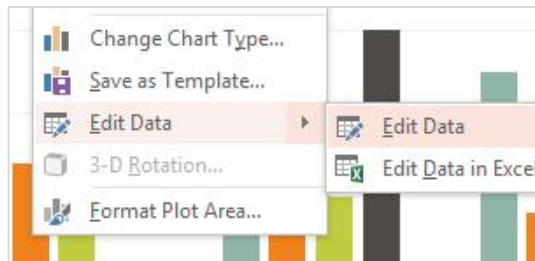 Change Chart Type...
Save as Template...
Edit Data
3-D Rotation...
Format Plot Area...
Edit Data
Edit Data in Excel